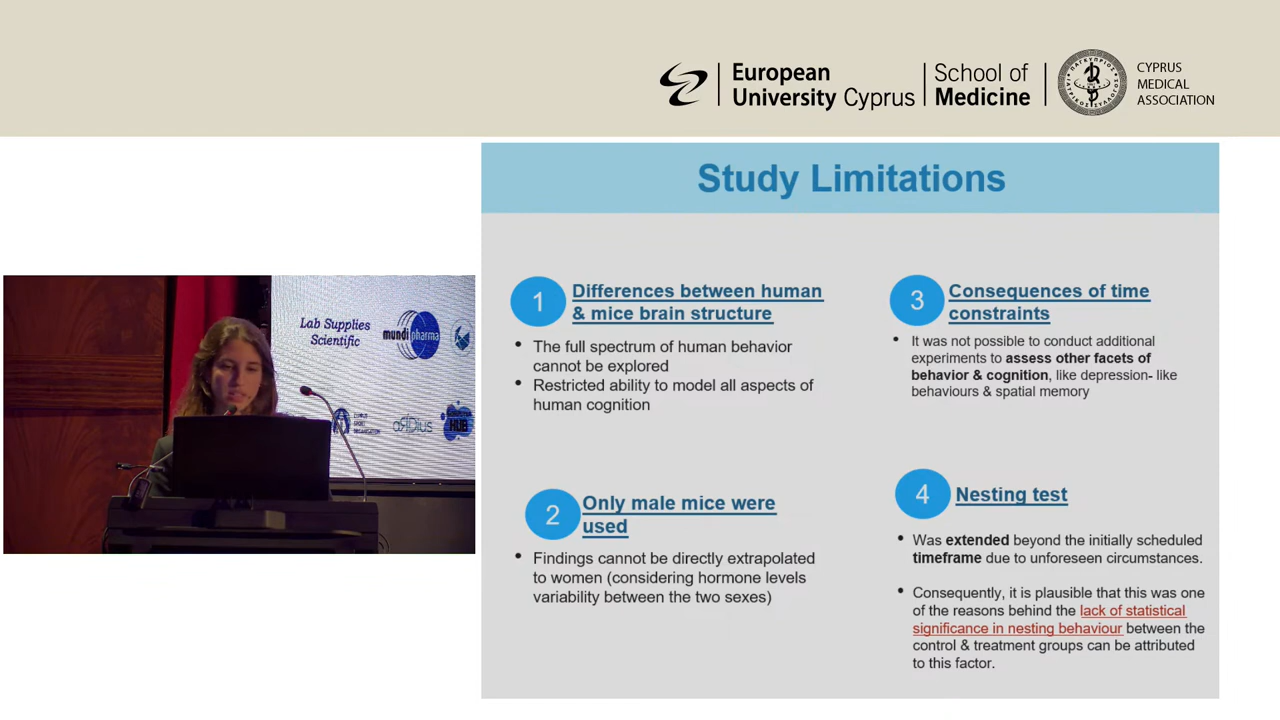 European
University Cyprus
School of
Medicine
CYPRUS
MEDICAL
ASSOCIATION
Study Limitations
1
Differences between human
& mice brain structure
• The full spectrum of human behavior
cannot be explored
• Restricted ability to model all aspects of
human cognition
2
Only male mice were
used
• Findings cannot be directly extrapolated
to women (considering hormone levels
variability between the two sexes)
3
Consequences of time
constraints
• It was not possible to conduct additional
experiments to assess other facets of
behavior & cognition, like depression- like
behaviours & spatial memory
4
Nesting test
• Was extended beyond the initially scheduled
timeframe due to unforeseen circumstances.
• Consequently, it is plausible that this was one
of the reasons behind the lack of statistical
significance in nesting behaviour between the
control & treatment groups can be attributed
to this factor.
Lab Supplies
Scientific
mundipharma
HUB